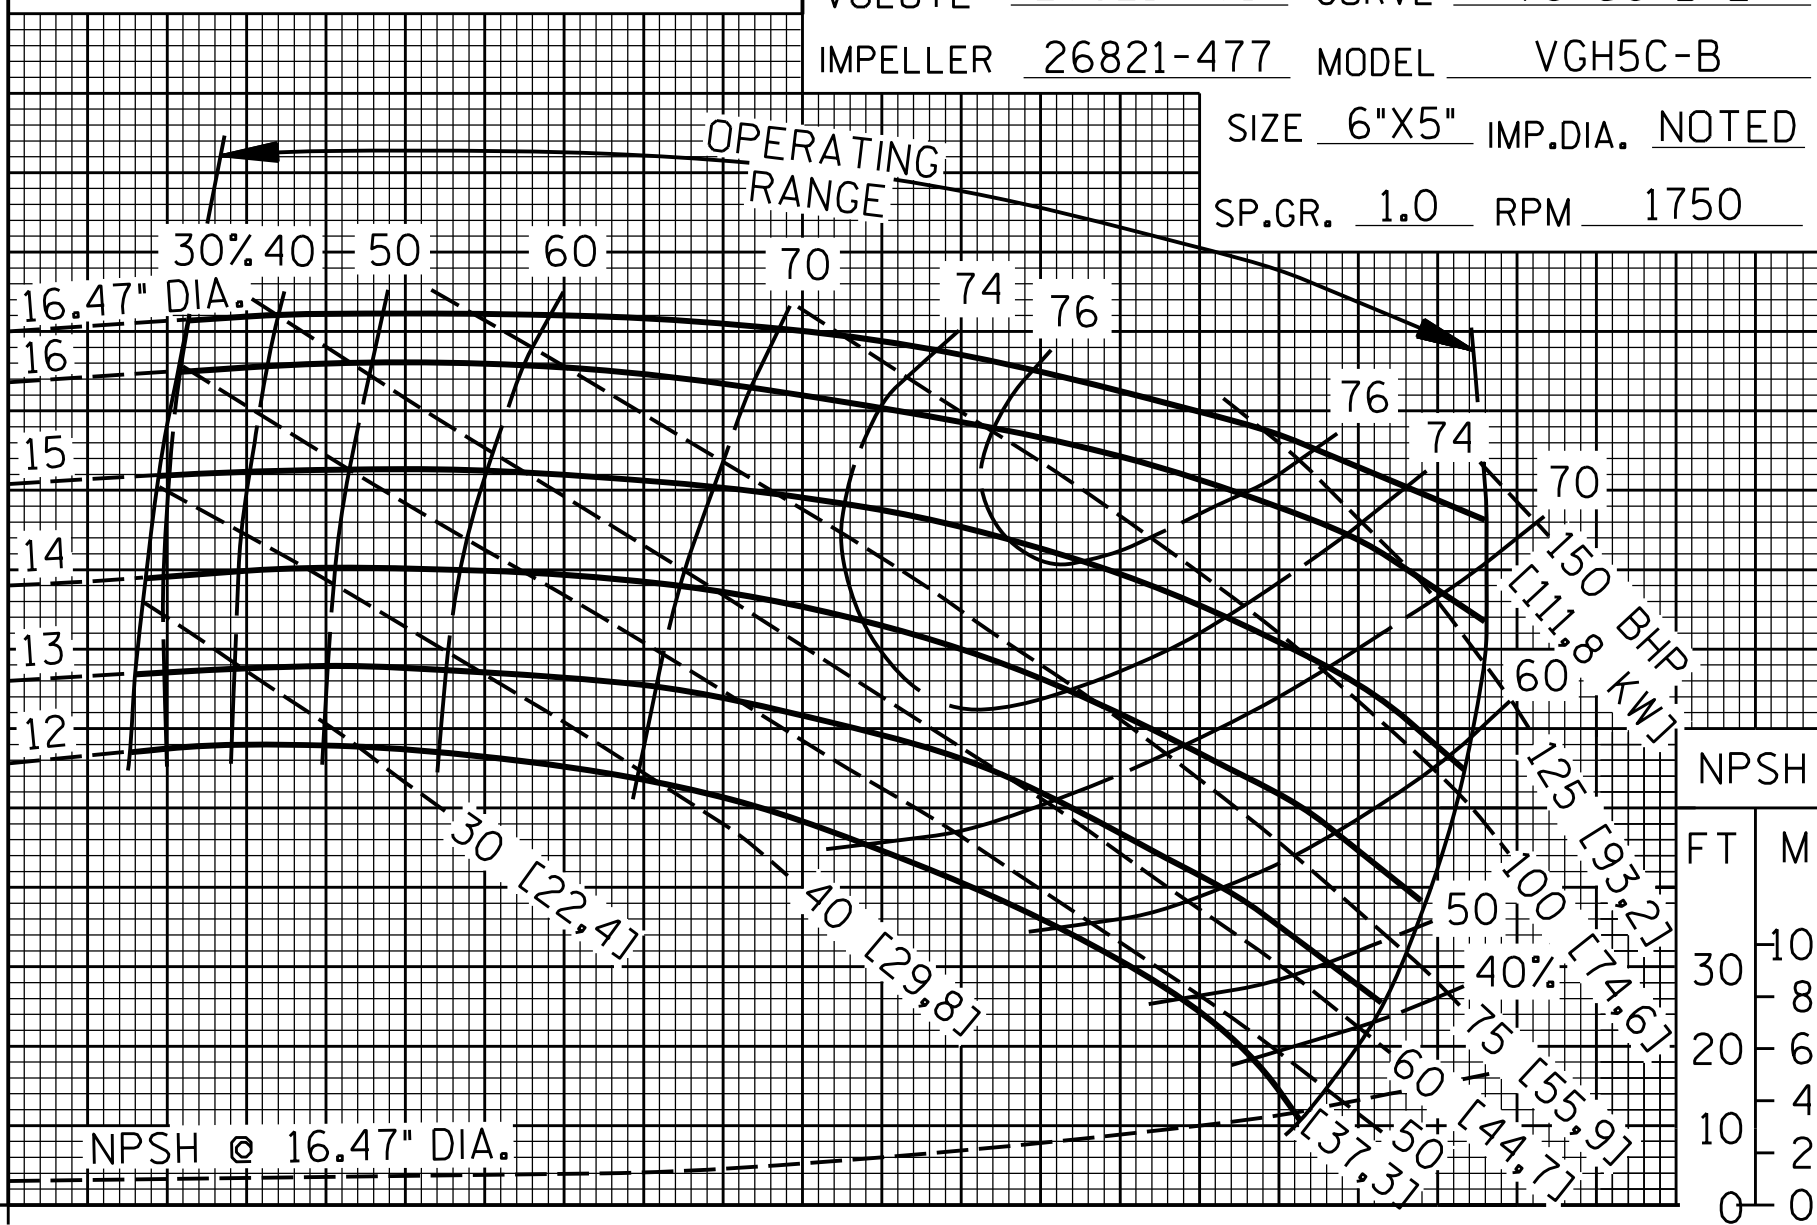 VOLUTE CURVE
IMPELLER 26821-477 MODEL VGH5C-B
SIZE 6"X5" IMP.DIA. NOTED
SP.GR. 1.0 RPM 1750
OPERATING
RANGE
30% 40 50 60 70 74 76
16.47" DIA.
16
15
14
13
12
76
74
70
60
50
40%
150 BHP
[111,8 KW]
125 [93,2]
100 [74,6]
75 [55,9]
60 [44,7]
50
[37,3]
40 [29,8]
30 [22,4]
NPSH @ 16.47" DIA.
NPSH
FT M
10
30 8
20 6
4
10 2
0 0